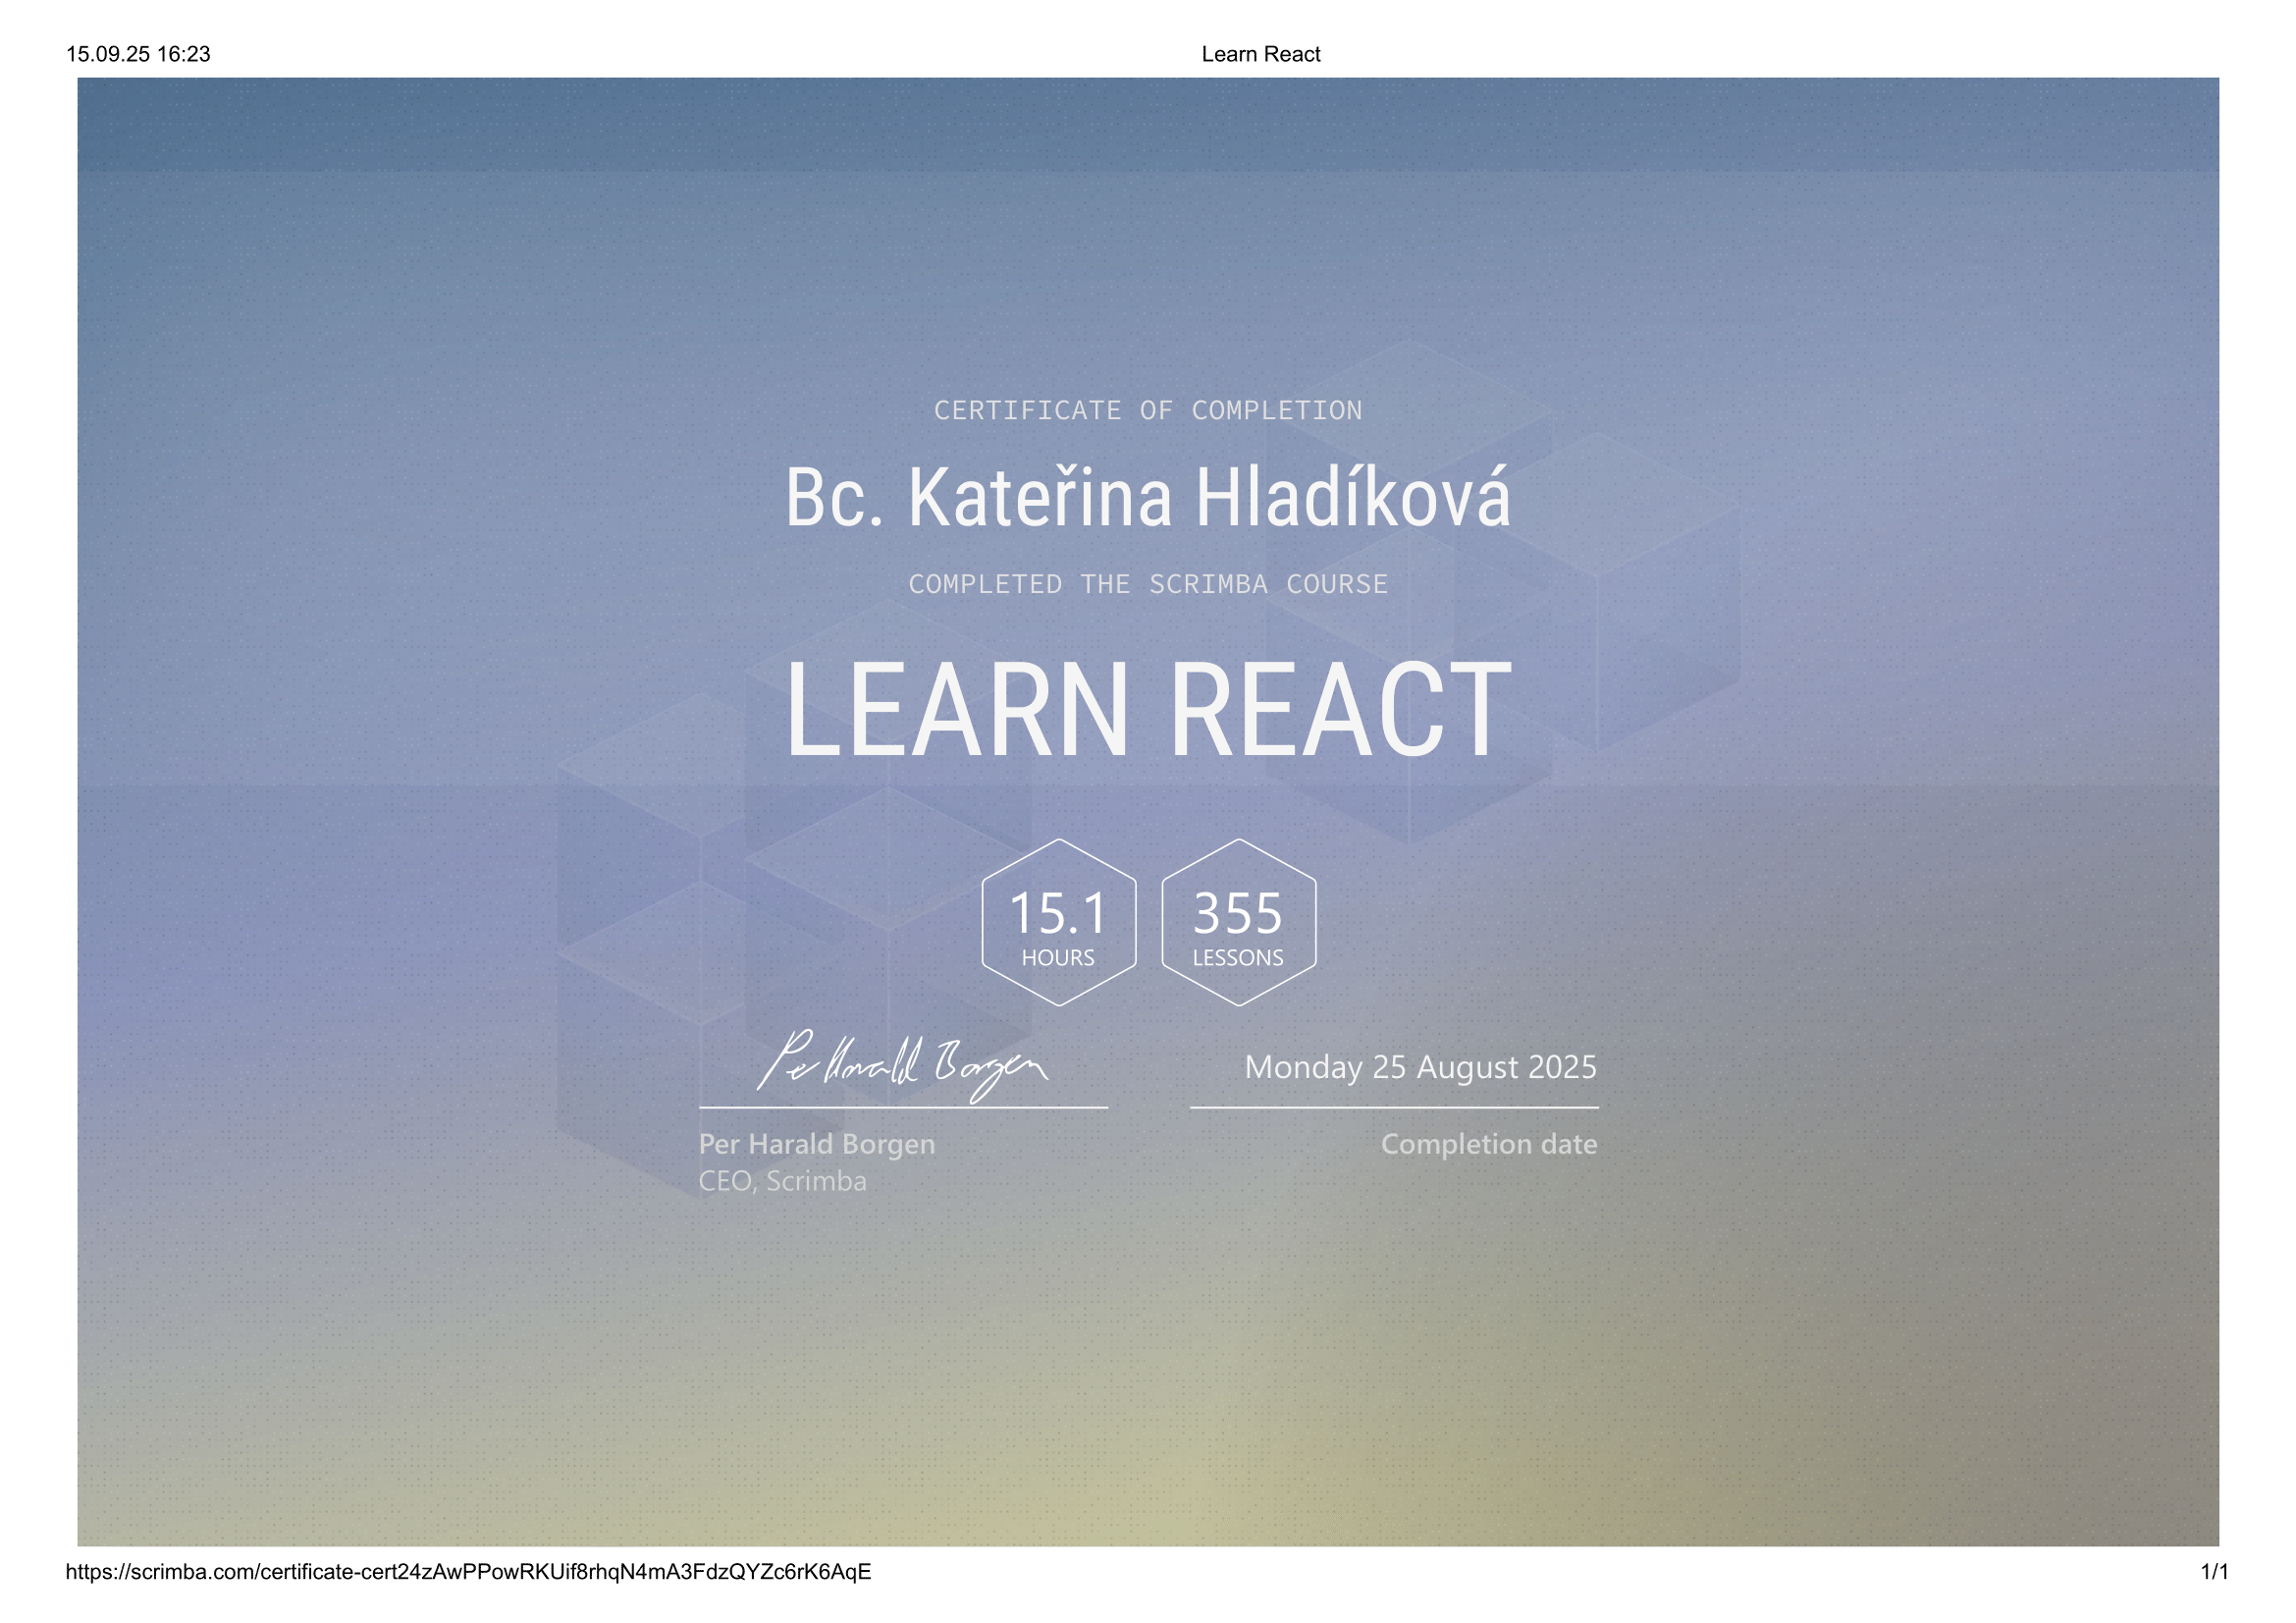 15.09.25 16:23
Learn React
CERTIFICATE OF COMPLETION
Bc. Kateřina Hladíková
COMPLETED THE SCRIMBA COURSE
LEARN REACT
15.1
HOURS
355
LESSONS
Per Harald Borgen
Monday 25 August 2025
Per Harald Borgen
CEO, Scrimba
Completion date
https://scrimba.com/certificate-cert24zAwPPowRKUif8rhqN4mA3FdzQYZc6rK6AqE
1/1